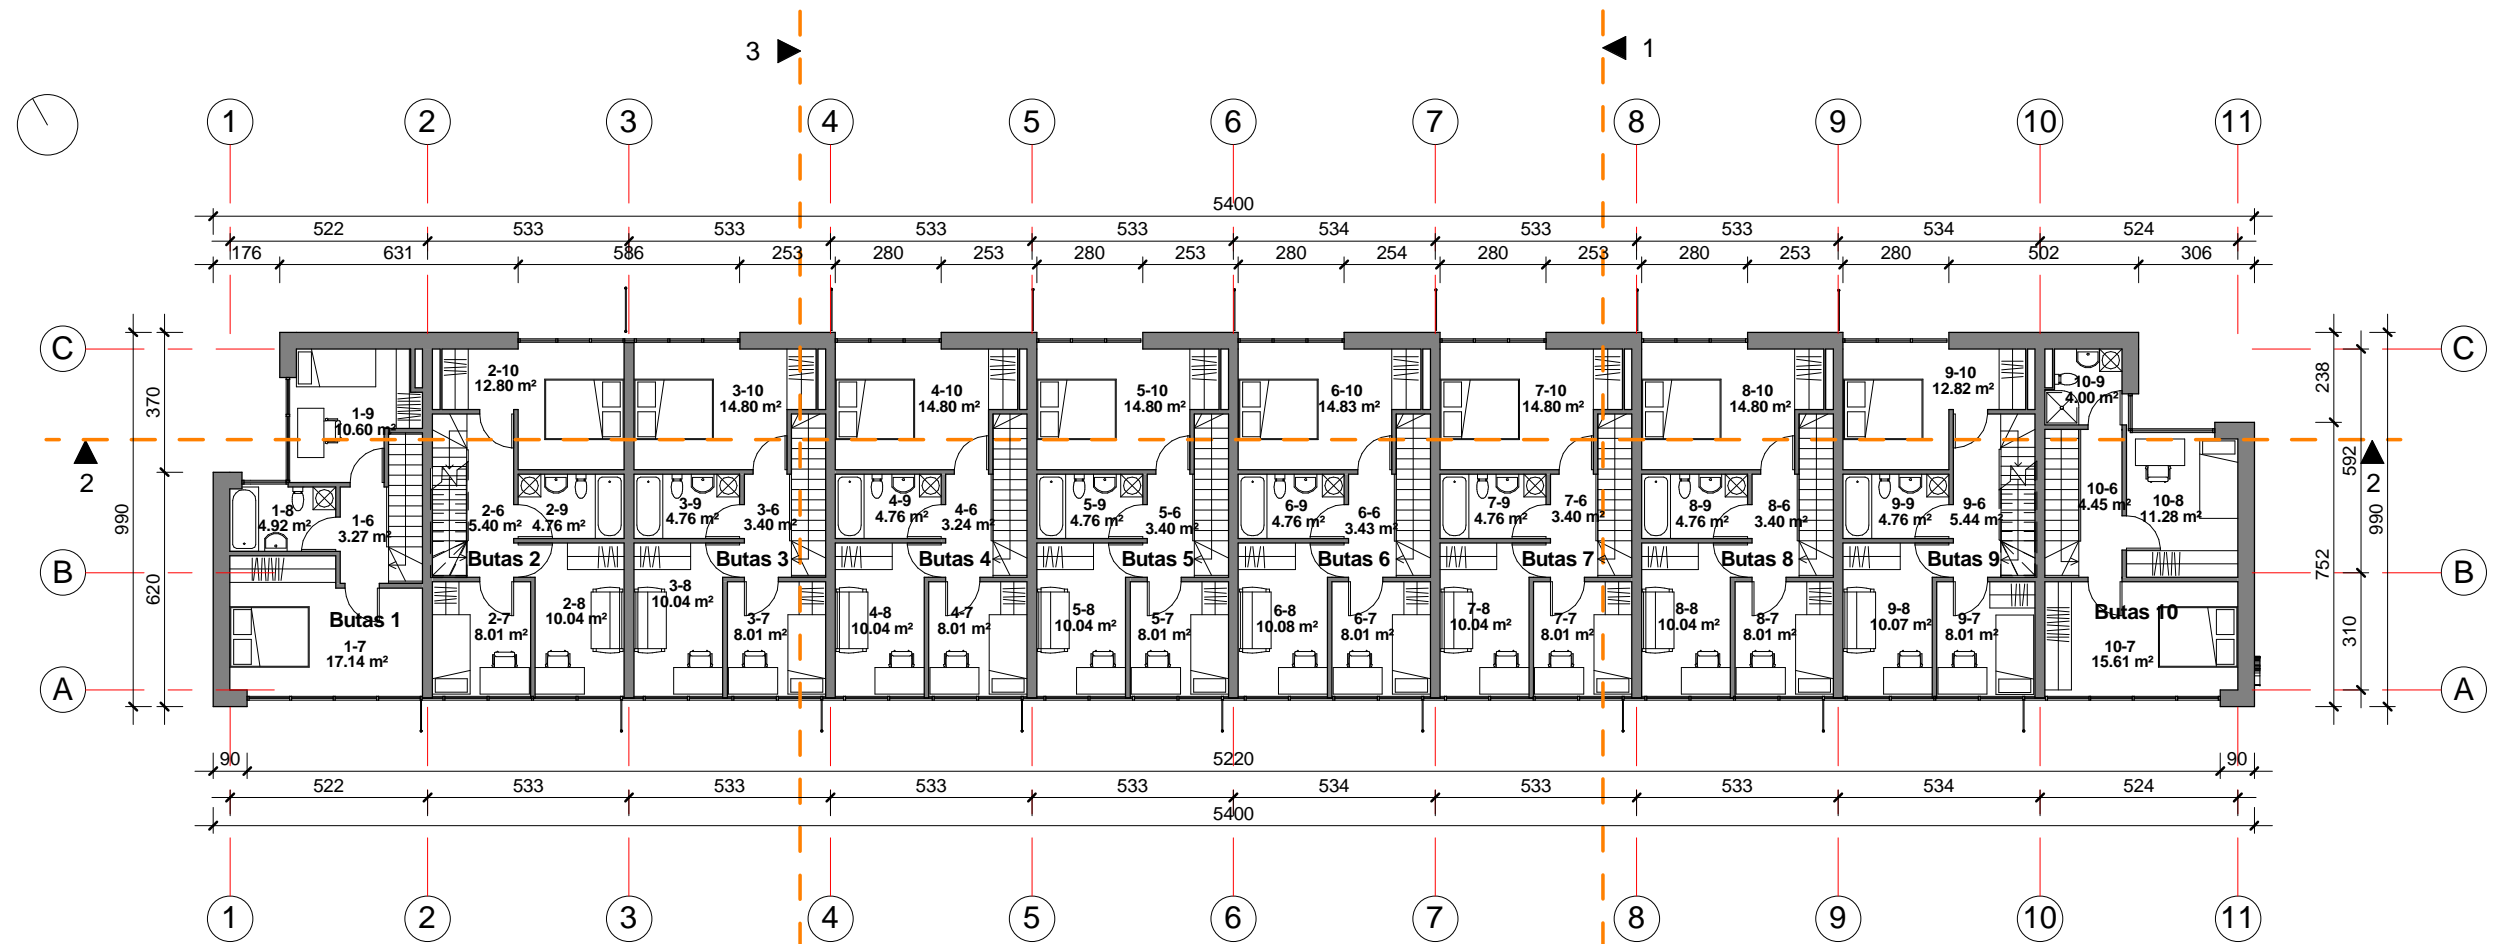 3 1
1 2 3 4 5 6 7 8 9 10 11
5400
522 533 533 533 533 534 533 533 534 524
176 631 586 253 280 253 280 253 280 254 280 253 280 253 280 502 306
C C
B B
A A
990 370 620
238 752 592 310 990
2 2
1-9
10.60 m²
1-8
4.92 m²
1-6
3.27 m²
Butas 1
1-7
17.14 m²
2-10
12.80 m²
2-6
5.40 m²
2-9
4.76 m²
Butas 2
2-7
8.01 m²
2-8
10.04 m²
3-10
14.80 m²
3-9
4.76 m²
3-6
3.40 m²
Butas 3
3-8
10.04 m²
3-7
8.01 m²
4-10
14.80 m²
4-9
4.76 m²
4-6
3.24 m²
Butas 4
4-8
10.04 m²
4-7
8.01 m²
5-10
14.80 m²
5-9
4.76 m²
5-6
3.40 m²
Butas 5
5-8
10.04 m²
5-7
8.01 m²
6-10
14.83 m²
6-9
4.76 m²
6-6
3.43 m²
Butas 6
6-8
10.08 m²
6-7
8.01 m²
7-10
14.80 m²
7-9
4.76 m²
7-6
3.40 m²
Butas 7
7-8
10.04 m²
7-7
8.01 m²
8-10
14.80 m²
8-9
4.76 m²
8-6
3.40 m²
Butas 8
8-8
10.04 m²
8-7
8.01 m²
9-10
12.82 m²
9-9
4.76 m²
9-6
5.44 m²
Butas 9
9-8
10.07 m²
9-7
8.01 m²
10-9
4.00 m²
10-6
4.45 m²
10-8
11.28 m²
Butas 10
10-7
15.61 m²
90 5220 90
522 533 533 533 533 534 533 533 534 524
5400
1 2 3 4 5 6 7 8 9 10 11